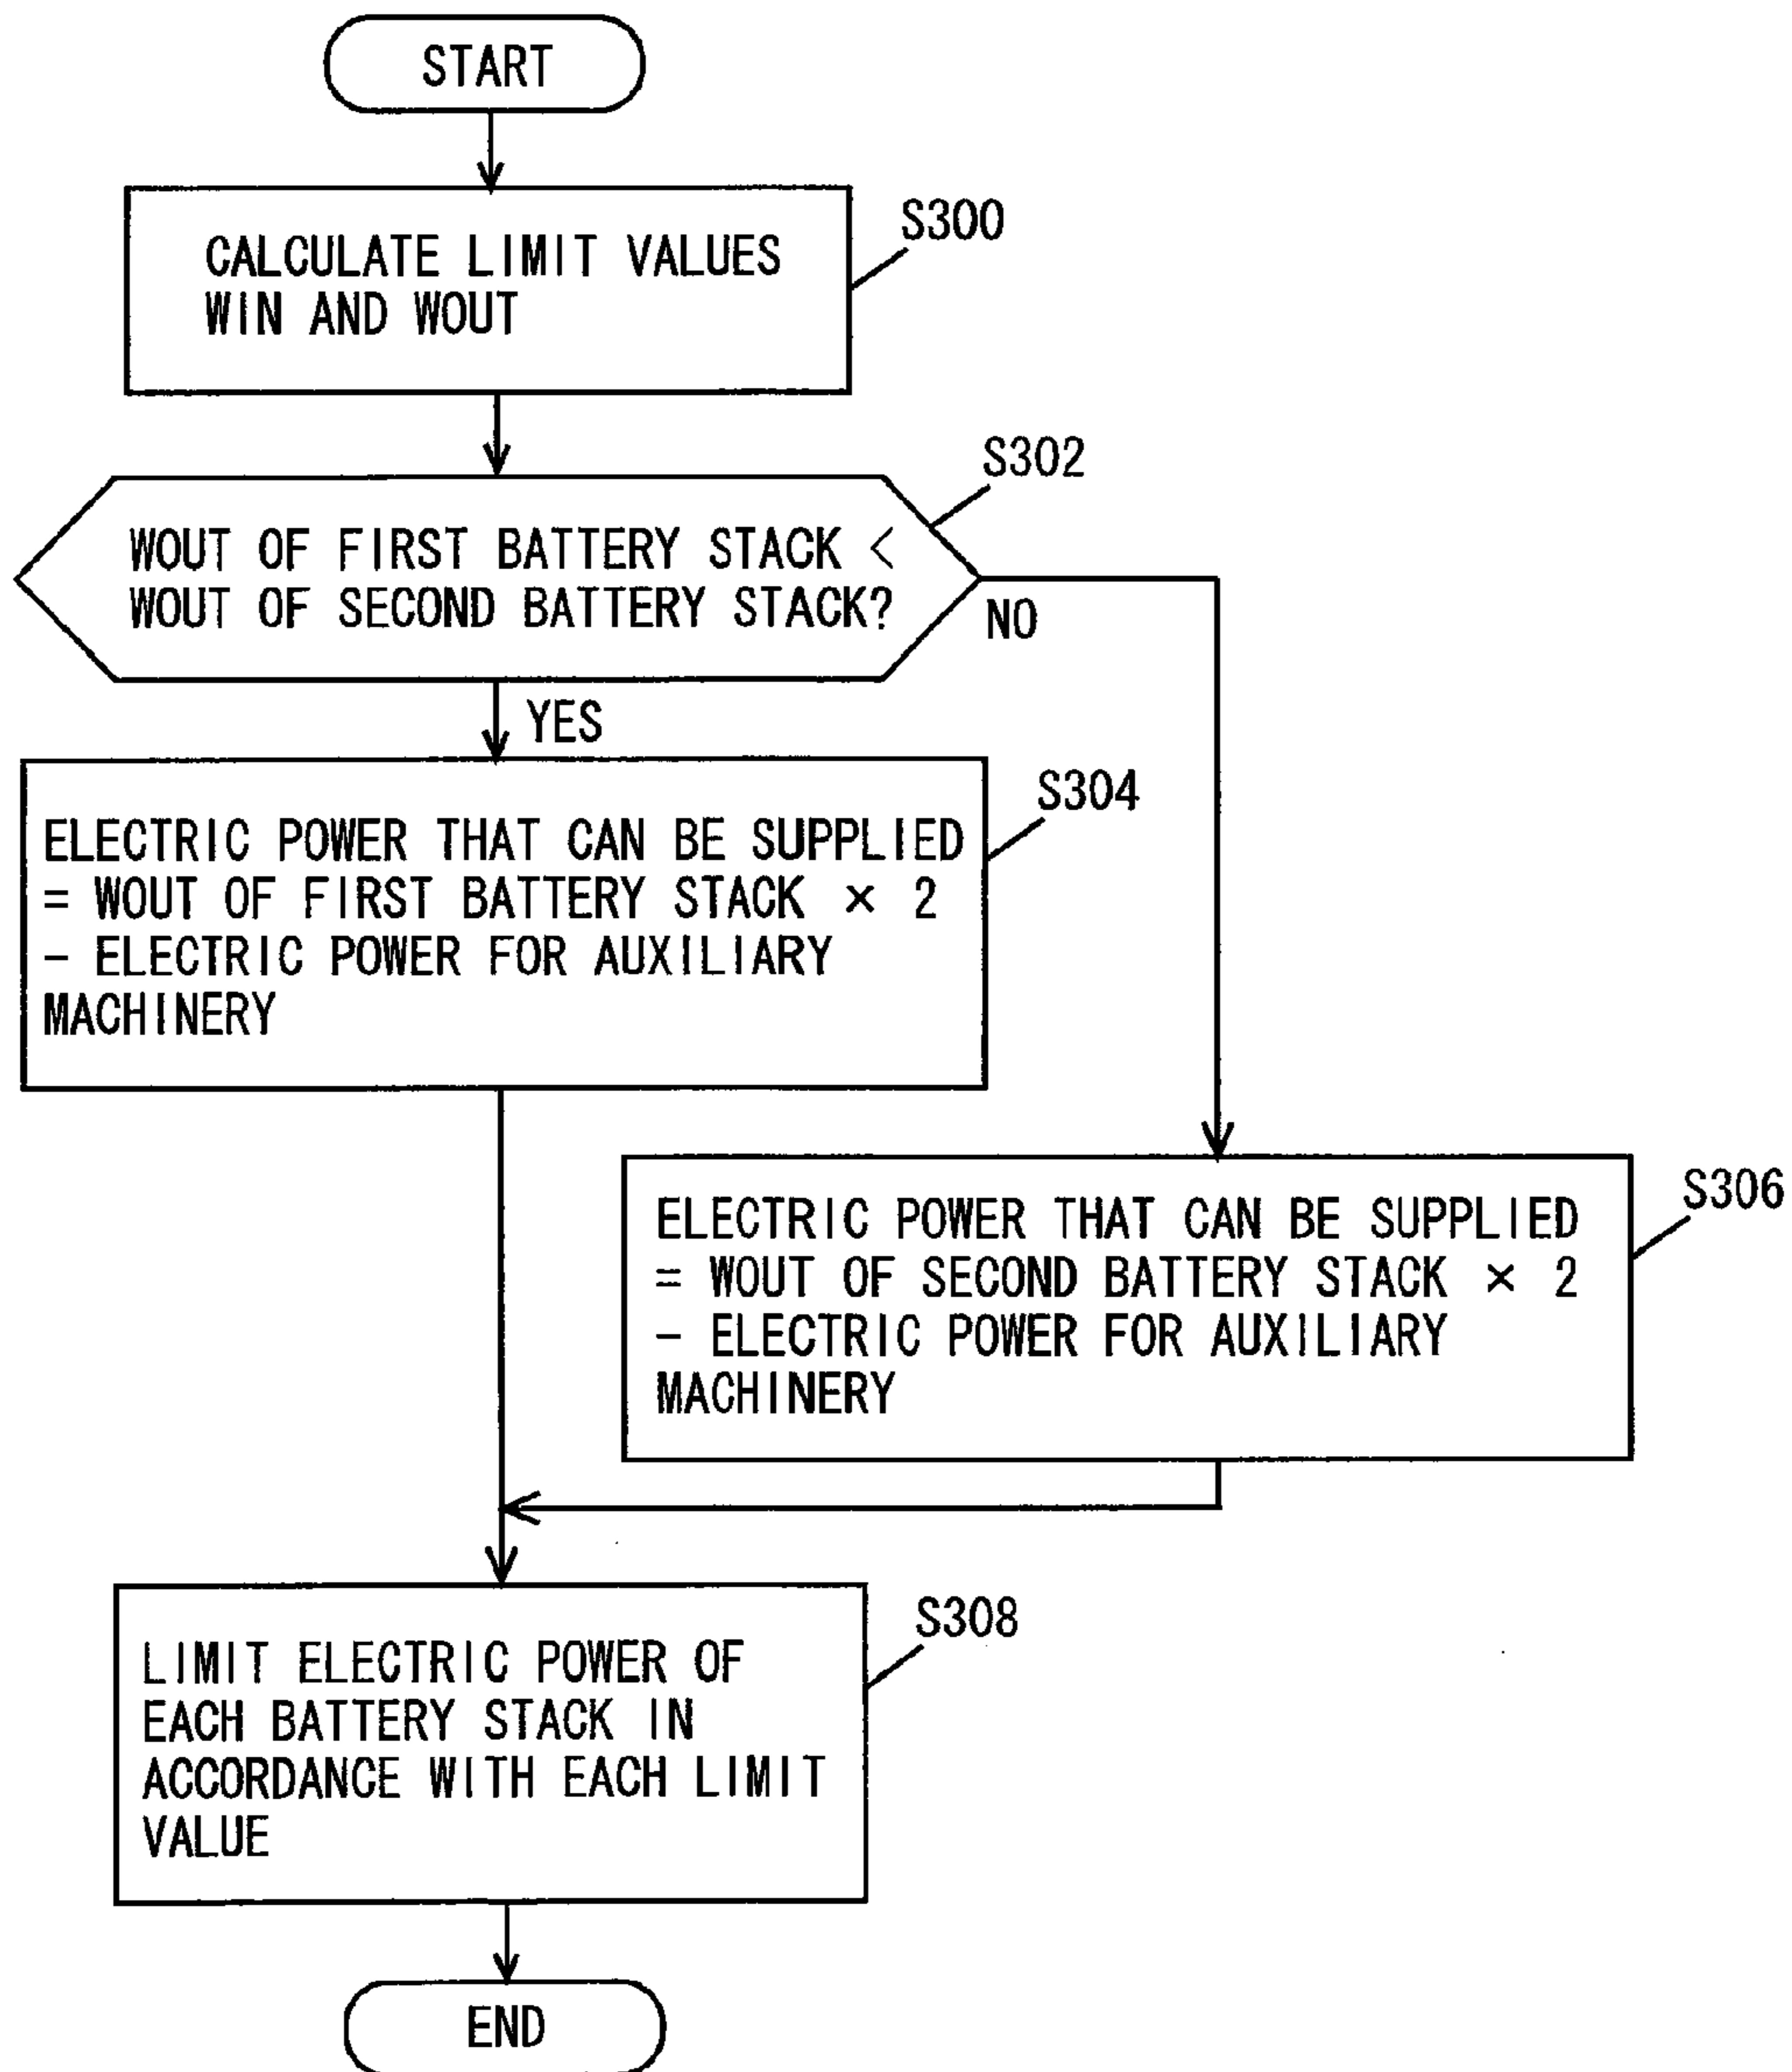 START
S300
CALCULATE LIMIT VALUES
WIN AND WOUT
S302
WOUT OF FIRST BATTERY STACK <
WOUT OF SECOND BATTERY STACK?
NO
YES
S304
ELECTRIC POWER THAT CAN BE SUPPLIED
= WOUT OF FIRST BATTERY STACK × 2
- ELECTRIC POWER FOR AUXILIARY
MACHINERY
S306
ELECTRIC POWER THAT CAN BE SUPPLIED
= WOUT OF SECOND BATTERY STACK × 2
- ELECTRIC POWER FOR AUXILIARY
MACHINERY
S308
LIMIT ELECTRIC POWER OF
EACH BATTERY STACK IN
ACCORDANCE WITH EACH LIMIT
VALUE
END